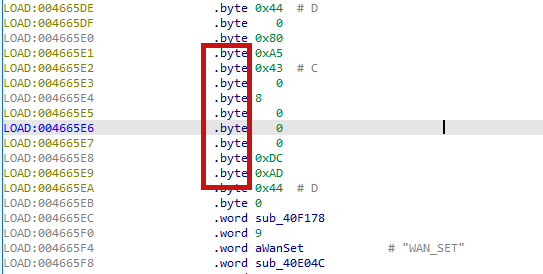 LOAD:004665DE .byte 0x44 # D
LOAD:004665DF .byte 0
LOAD:004665E0 .byte 0x80
LOAD:004665E1 .byte 0xA5
LOAD:004665E2 .byte 0x43 # C
LOAD:004665E3 .byte 0
LOAD:004665E4 .byte 8
LOAD:004665E5 .byte 0
LOAD:004665E6 .byte 0
LOAD:004665E7 .byte 0
LOAD:004665E8 .byte 0xDC
LOAD:004665E9 .byte 0xAD
LOAD:004665EA .byte 0x44 # D
LOAD:004665EB .byte 0
LOAD:004665EC .word sub_40F178
LOAD:004665F0 .word 9
LOAD:004665F4 .word aWanSet # "WAN_SET"
LOAD:004665F8 .word sub_40E04C